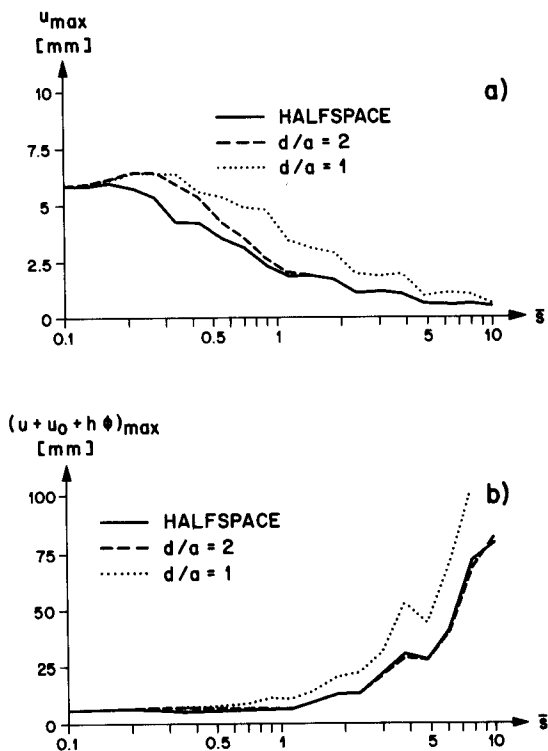 u_max
[mm]
a)
10
HALFSPACE
d/a = 2
d/a = 1
7.5
5
2.5
0
0.1 0.5 1 5 10 s̄
(u + u₀ + h ϕ)_max
[mm]
b)
100
HALFSPACE
d/a = 2
d/a = 1
75
50
25
0
0.1 0.5 1 5 10 s̄